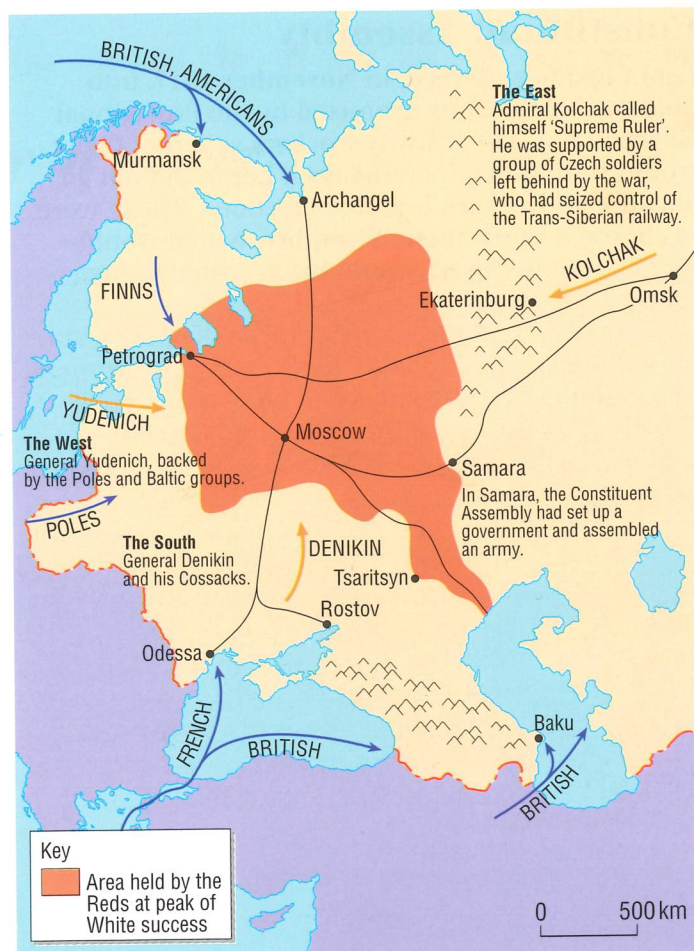 BRITISH, AMERICANS
Murmansk
Archangel
The East
Admiral Kolchak called
himself 'Supreme Ruler'.
He was supported by a
group of Czech soldiers
left behind by the war,
who had seized control of
the Trans-Siberian railway.
FINNS
KOLCHAK
Ekaterinburg
Omsk
Petrograd
YUDENICH
Moscow
The West
General Yudenich, backed
by the Poles and Baltic groups.
Samara
In Samara, the Constituent
Assembly had set up a
government and assembled
an army.
POLES
The South
General Denikin
and his Cossacks.
DENIKIN
Tsaritsyn
Rostov
Odessa
FRENCH
BRITISH
Baku
BRITISH
Key
Area held by the
Reds at peak of
White success
0 500 km